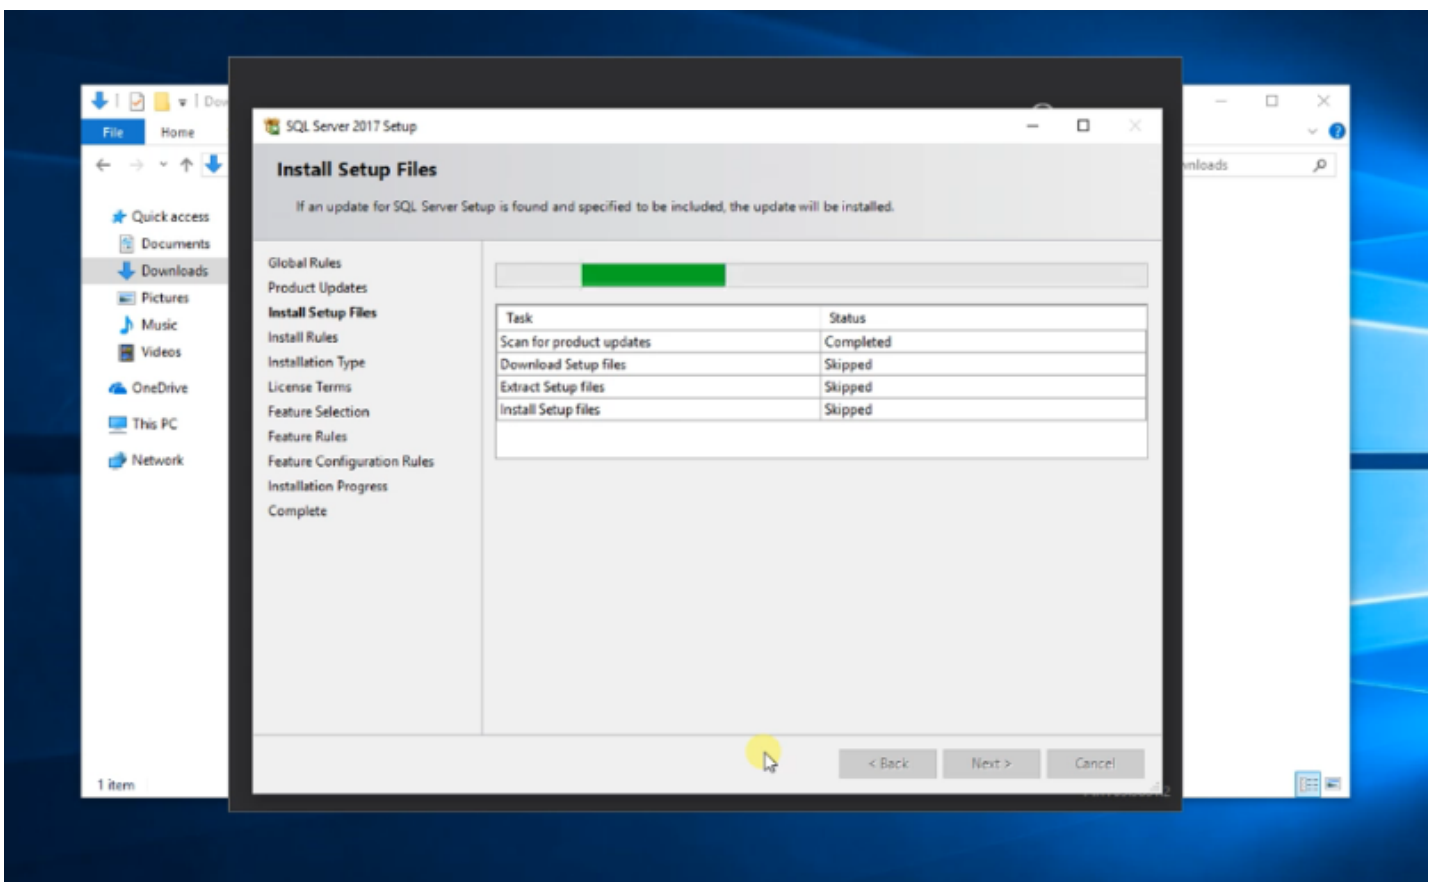 Dow
File Home
nloads
Quick access
Documents
Downloads
Pictures
Music
Videos
OneDrive
This PC
Network
1 item
SQL Server 2017 Setup
Install Setup Files
If an update for SQL Server Setup is found and specified to be included, the update will be installed.
Global Rules
Product Updates
Install Setup Files
Install Rules
Installation Type
License Terms
Feature Selection
Feature Rules
Feature Configuration Rules
Installation Progress
Complete
Task Status
Scan for product updates Completed
Download Setup files Skipped
Extract Setup files Skipped
Install Setup files Skipped
< Back Next > Cancel